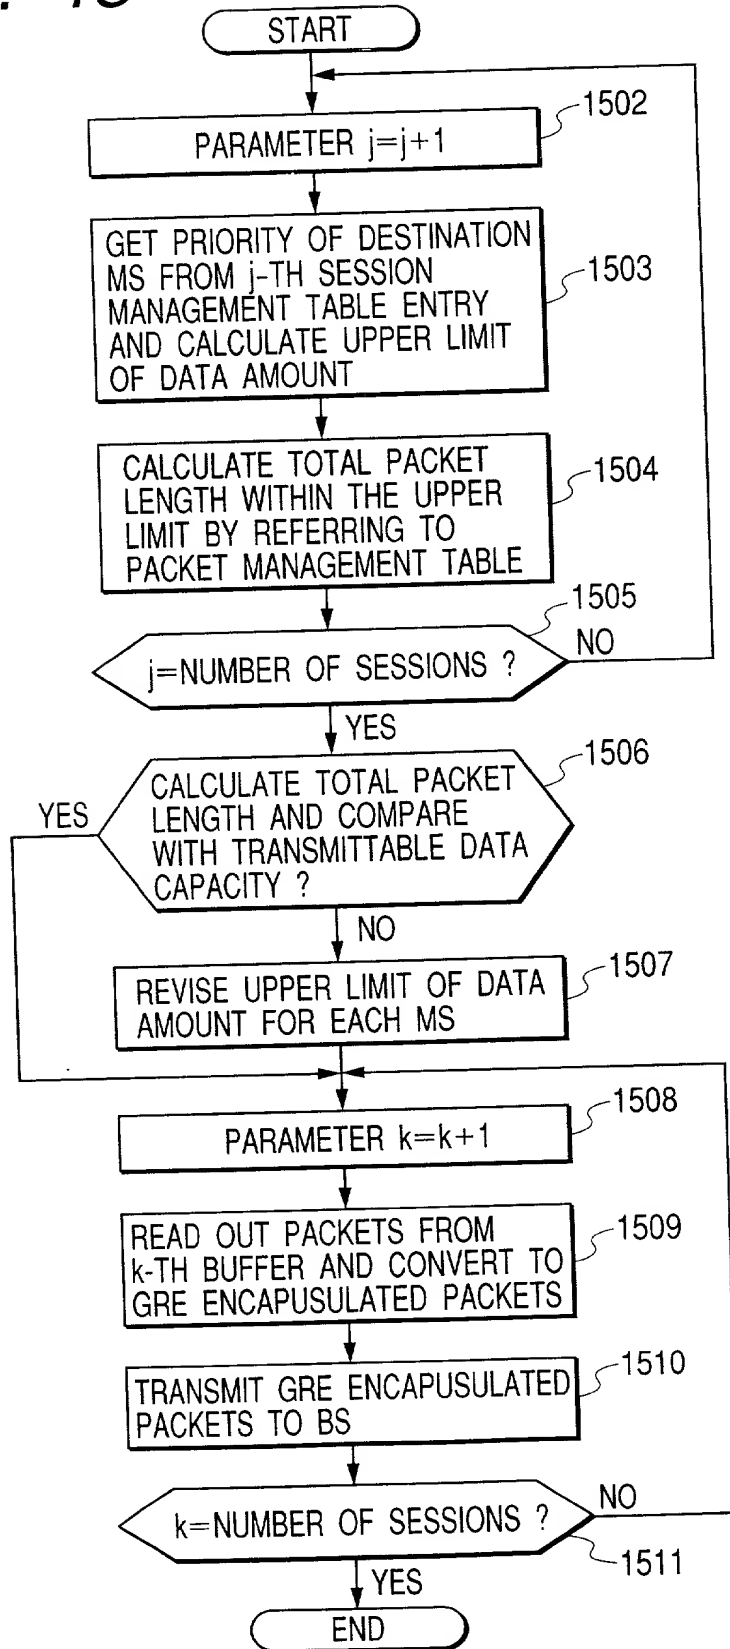 START
PARAMETER j=j+1
1502
GET PRIORITY OF DESTINATION
MS FROM j-TH SESSION
MANAGEMENT TABLE ENTRY
AND CALCULATE UPPER LIMIT
OF DATA AMOUNT
1503
CALCULATE TOTAL PACKET
LENGTH WITHIN THE UPPER
LIMIT BY REFERRING TO
PACKET MANAGEMENT TABLE
1504
j=NUMBER OF SESSIONS ?
1505
NO
YES
CALCULATE TOTAL PACKET
LENGTH AND COMPARE
WITH TRANSMITTABLE DATA
CAPACITY ?
1506
YES
NO
REVISE UPPER LIMIT OF DATA
AMOUNT FOR EACH MS
1507
PARAMETER k=k+1
1508
READ OUT PACKETS FROM
k-TH BUFFER AND CONVERT TO
GRE ENCAPUSULATED PACKETS
1509
TRANSMIT GRE ENCAPUSULATED
PACKETS TO BS
1510
k=NUMBER OF SESSIONS ?
NO
1511
YES
END